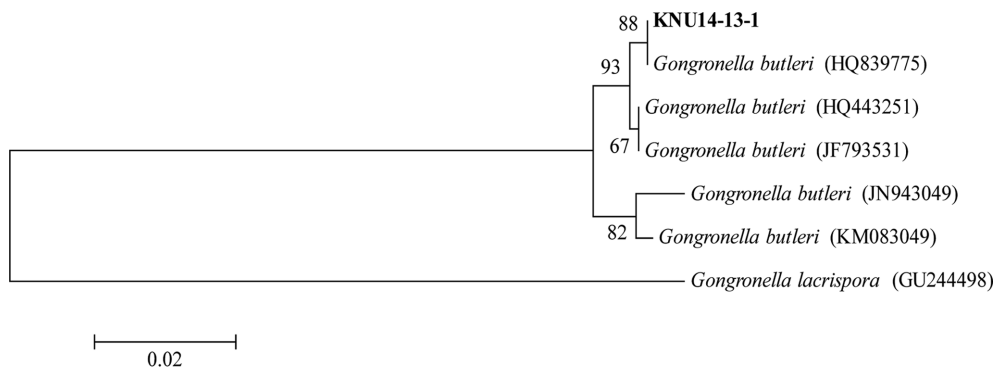 88 KNU14-13-1
Gongronella butleri (HQ839775)
93
Gongronella butleri (HQ443251)
67 Gongronella butleri (JF793531)
Gongronella butleri (JN943049)
82 Gongronella butleri (KM083049)
Gongronella lacrispora (GU244498)
0.02